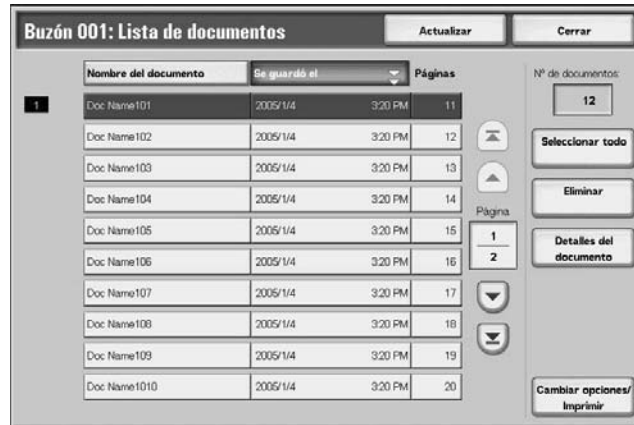 Buzón 001: Lista de documentos Actualizar Cerrar
Nombre del documento Se guardó el Páginas Nº de documentos:
1 Doc Name101 2005/1/4 3:20 PM 11 12
Doc Name102 2005/1/4 3:20 PM 12 Seleccionar todo
Doc Name103 2005/1/4 3:20 PM 13
Doc Name104 2005/1/4 3:20 PM 14 Eliminar
Página
Doc Name105 2005/1/4 3:20 PM 15 1 Detalles del
Doc Name106 2005/1/4 3:20 PM 16 2 documento
Doc Name107 2005/1/4 3:20 PM 17
Doc Name108 2005/1/4 3:20 PM 18
Doc Name109 2005/1/4 3:20 PM 19
Doc Name1010 2005/1/4 3:20 PM 20 Cambiar opciones/
Imprimir